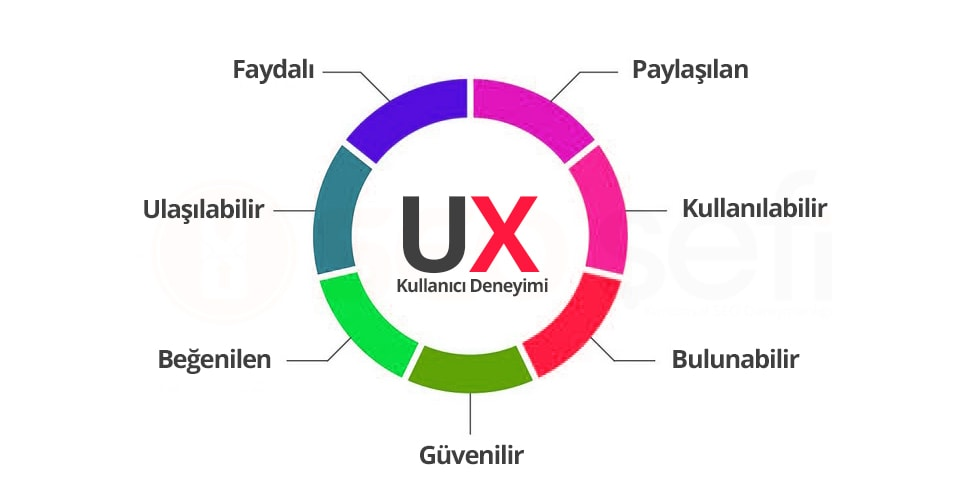 Faydalı
Paylaşılan
Ulaşılabilir
Kullanılabilir
UX
Kullanıcı Deneyimi
Beğenilen
Bulunabilir
Güvenilir